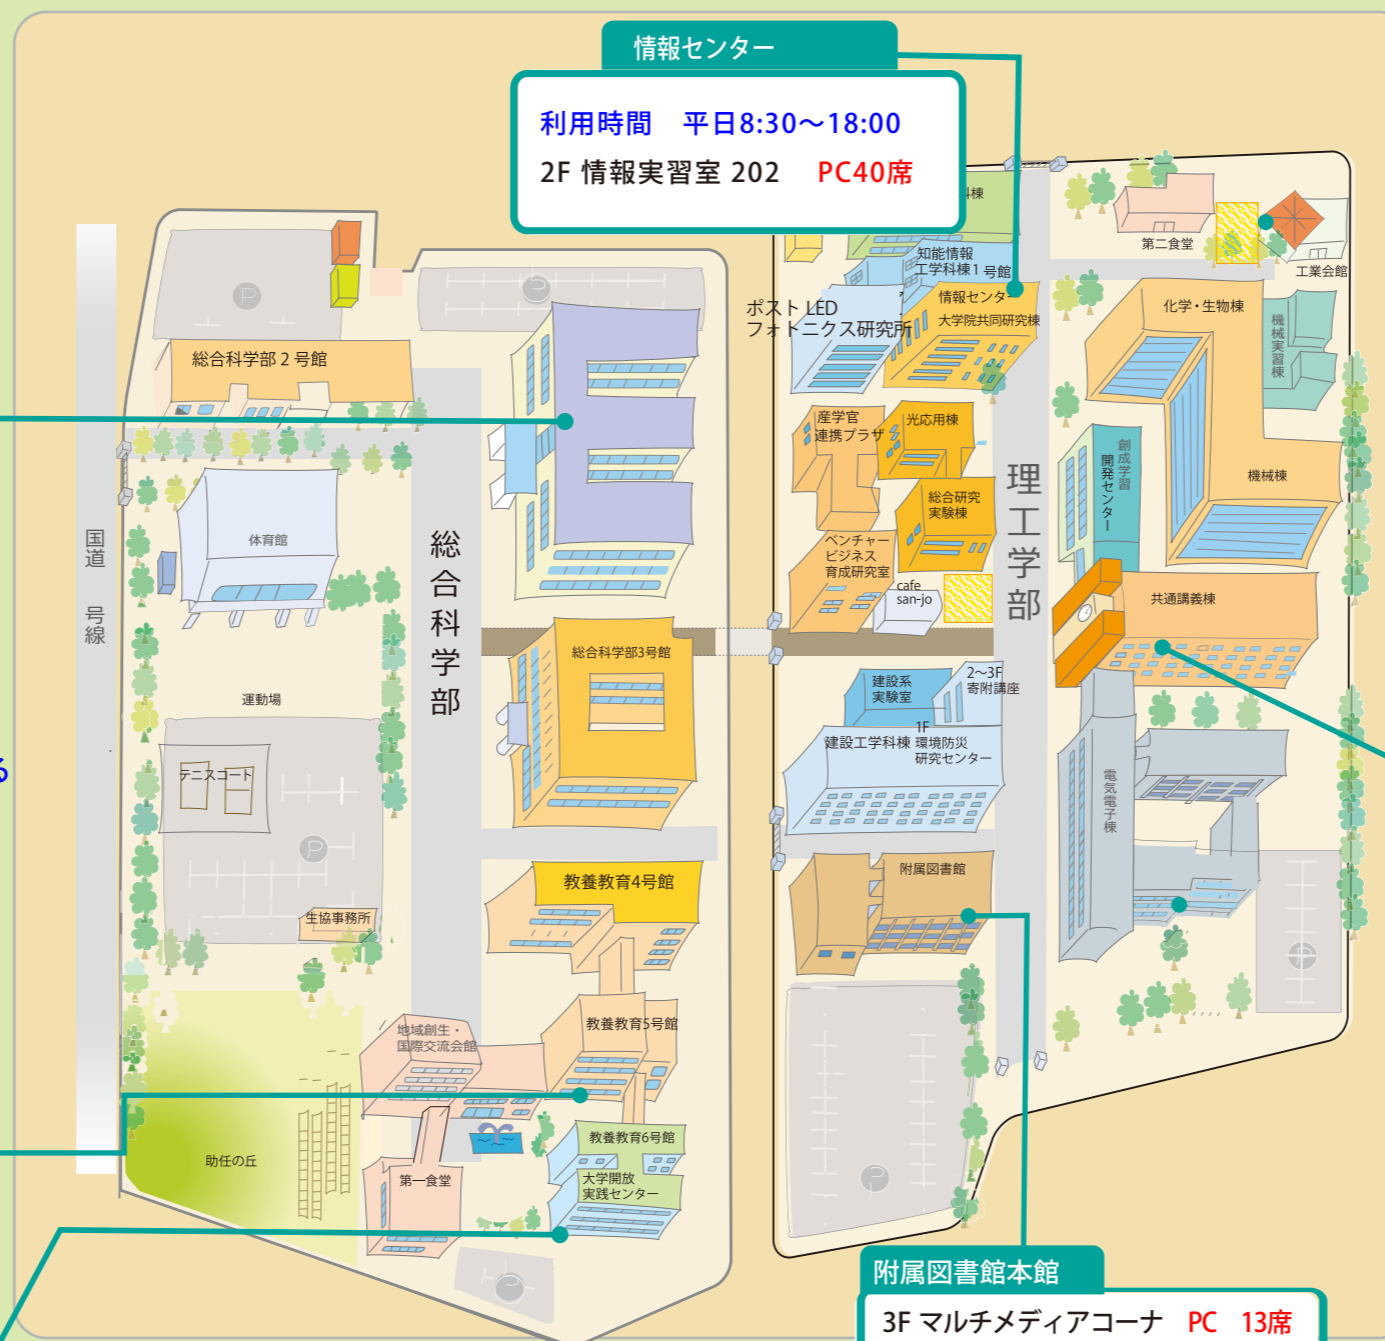 情報センター
利用時間　平日8:30〜18:00
2F 情報実習室 202　PC40席
科棟
知能情報
工学科棟1 号館
ポスト LED
フォトニクス研究所
情報センター
大学院共同研究棟
第二食堂
工業会館
化学・生物棟
機械実習棟
総合科学部 2 号館
産学官
連携プラザ
光応用棟
創成学習
開発センター
機械棟
総合研究
実験棟
理工学部
体育館
国道　号線
総合科学部
ベンチャー
ビジネス
育成研究室
cafe
san-jo
共通講義棟
総合科学部3号館
建設系
実験室
2〜3F
寄附講座
運動場
1F
建設工学科棟
環境防災
研究センター
テニスコート
る
電気電子棟
P
教養教育4号館
附属図書館
生協事務所
地域創生・
国際交流会館
教養教育5号館
教養教育6号館
助任の丘
第一食堂
大学開放
実践センター
附属図書館本館
3F マルチメディアコーナ　PC　13席